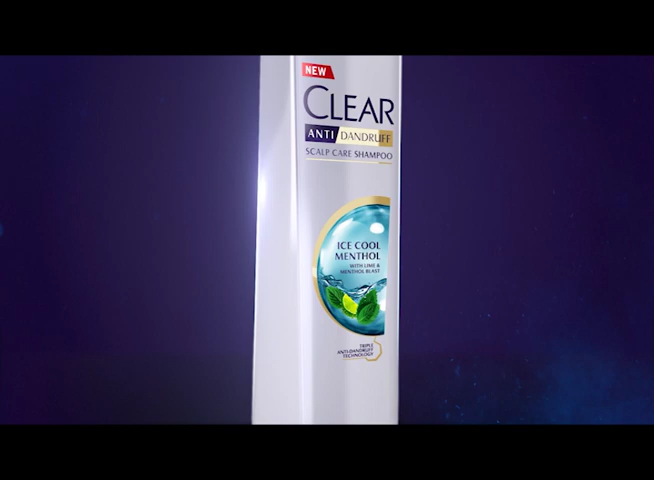 NEW
CLEAR
ANTI DANDRUFF
SCALP CARE SHAMPOO
ICE COOL
MENTHOL
WITH LIME &
MENTHOL BLAST
TRIPLE
ANTI-DANDRUFF
TECHNOLOGY